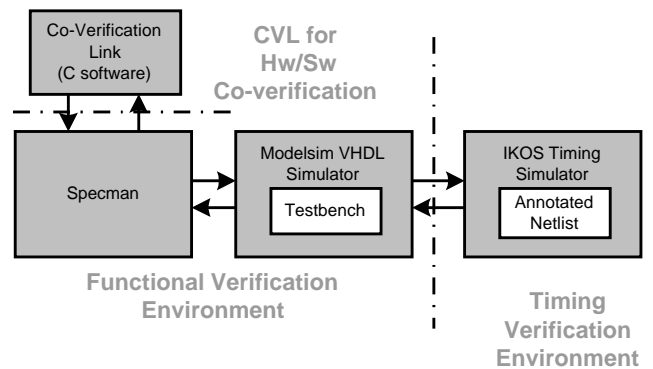 Co-Verification
Link
(C software)
CVL for
Hw/Sw
Co-verification
Specman
Modelsim VHDL
Simulator
Testbench
IKOS Timing
Simulator
Annotated
Netlist
Functional Verification
Environment
Timing
Verification
Environment